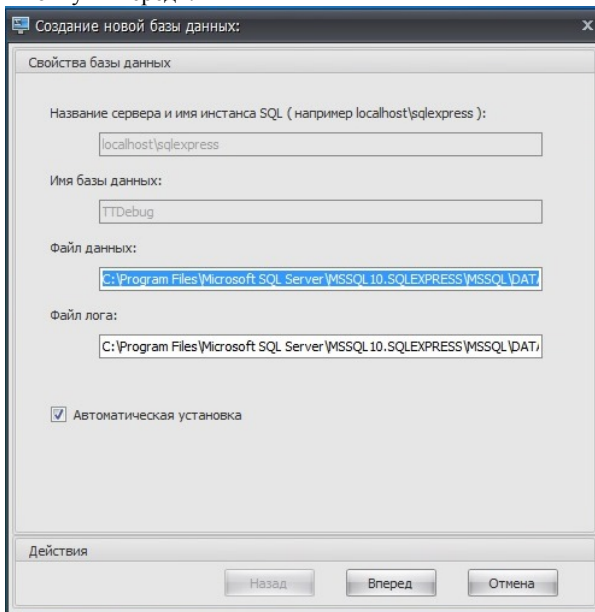 Создание новой базы данных:
x
Свойства базы данных
Название сервера и имя инстанса SQL ( например localhost\sqlexpress ):
localhost\sqlexpress
Имя базы данных:
TTDebug
Файл данных:
C:\Program Files\Microsoft SQL Server\MSSQL10.SQLEXPRESS\MSSQL\DATA
Файл лога:
C:\Program Files\Microsoft SQL Server\MSSQL10.SQLEXPRESS\MSSQL\DATA
Автоматическая установка
Действия
Назад Вперед Отмена